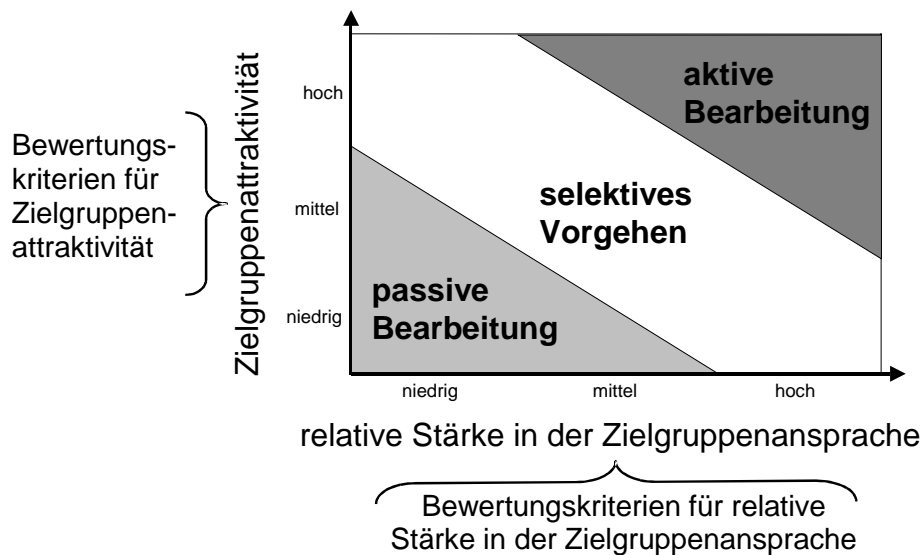 Bewertungs-
kriterien für
Zielgruppen-
attraktivität
Zielgruppenattraktivität
hoch
mittel
niedrig
aktive
Bearbeitung
selektives
Vorgehen
passive
Bearbeitung
niedrig
mittel
hoch
relative Stärke in der Zielgruppenansprache
Bewertungskriterien für relative
Stärke in der Zielgruppenansprache